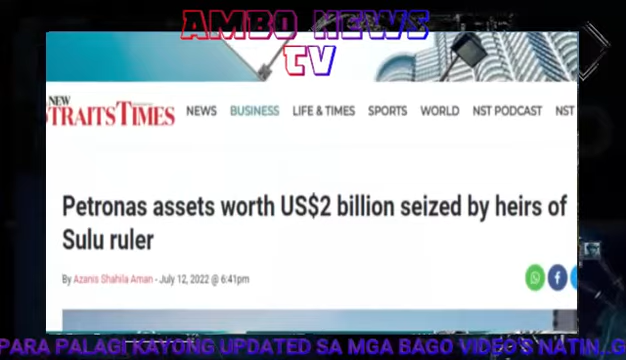 AMBO NEWS
TV
NEW
STRAITS TIMES
NEWS BUSINESS LIFE & TIMES SPORTS WORLD NST PODCAST NST
Petronas assets worth US$2 billion seized by heirs of
Sulu ruler
By Azanis Shahila Aman - July 12, 2022 @ 6:41pm
PARA PALAGI KAYONG UPDATED SA MGA BAGO VIDEO'S NATIN..G